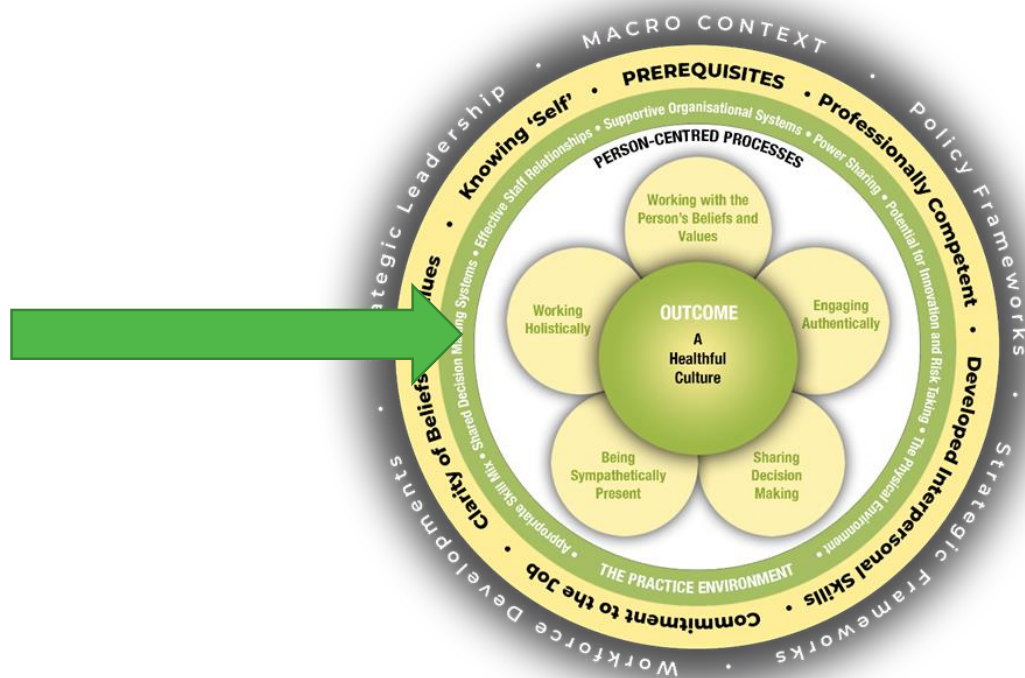 MACRO CONTEXT
• Policy Frameworks •
Strategic Frameworks •
Workforce Developments •
ategic Leadership •
PREREQUISITES
• Professionally Competent •
Developed Interpersonal Skills •
Commitment to the Job •
Clarity of Beliefs lues •
Knowing ‘Self’ •
THE PRACTICE ENVIRONMENT
• Appropriate Skill Mix • Shared Decision Making Systems • Effective Staff Relationships • Supportive Organisational Systems • Power Sharing • Potential for Innovation and Risk Taking • The Physical Environment •
PERSON-CENTRED PROCESSES
Working with the
Person's Beliefs and
Values
Working
Holistically
Engaging
Authentically
OUTCOME
A
Healthful
Culture
Being
Sympathetically
Present
Sharing
Decision
Making